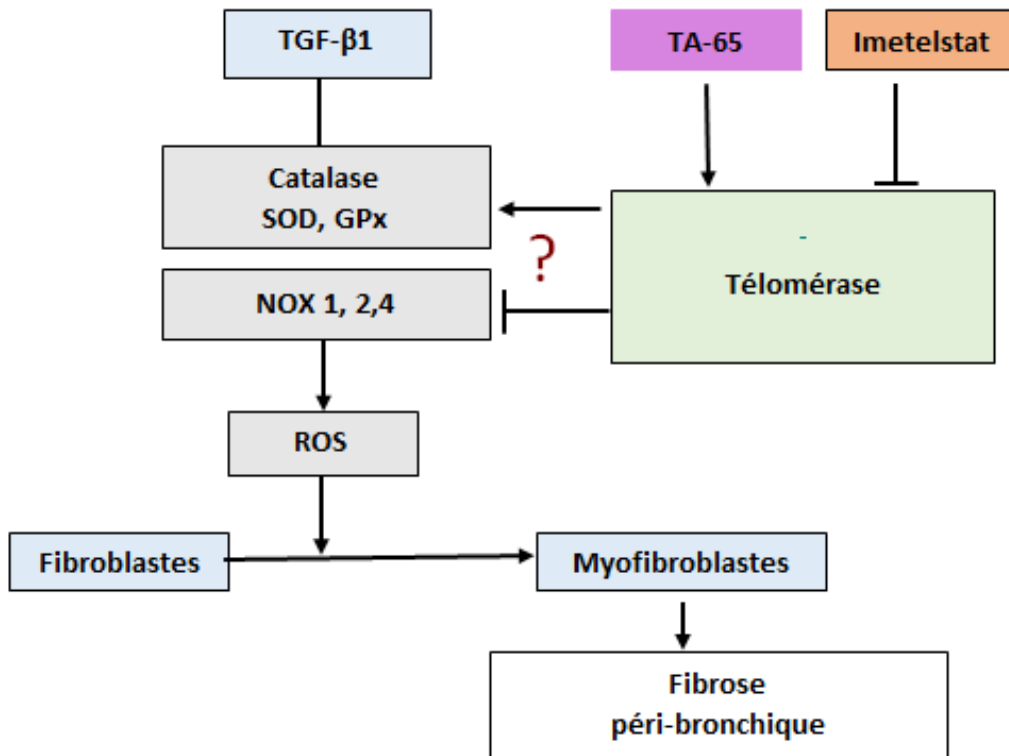 TGF-β1
TA-65
Imetelstat
Catalase
SOD, GPx
?
-
Télomérase
NOX 1, 2,4
ROS
Fibroblastes
Myofibroblastes
Fibrose
péri-bronchique